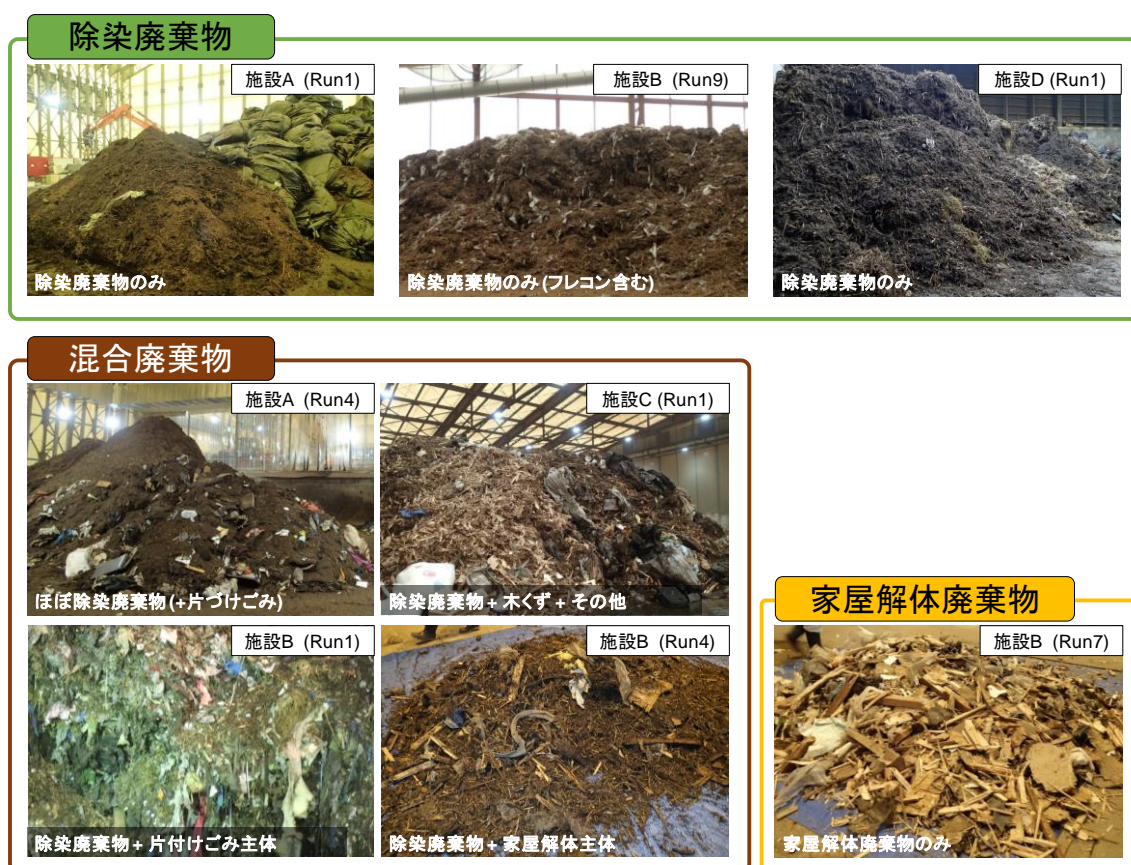 除染廃棄物
施設A (Run1)
施設B (Run9)
施設D (Run1)
除染廃棄物のみ
除染廃棄物のみ(フレコン含む)
除染廃棄物のみ
混合廃棄物
施設A (Run4)
施設C (Run1)
ほぼ除染廃棄物(+片づけごみ)
除染廃棄物+木くず+その他
施設B (Run1)
施設B (Run4)
除染廃棄物+片付けごみ主体
除染廃棄物+家屋解体主体
家屋解体廃棄物
施設B (Run7)
家屋解体廃棄物のみ